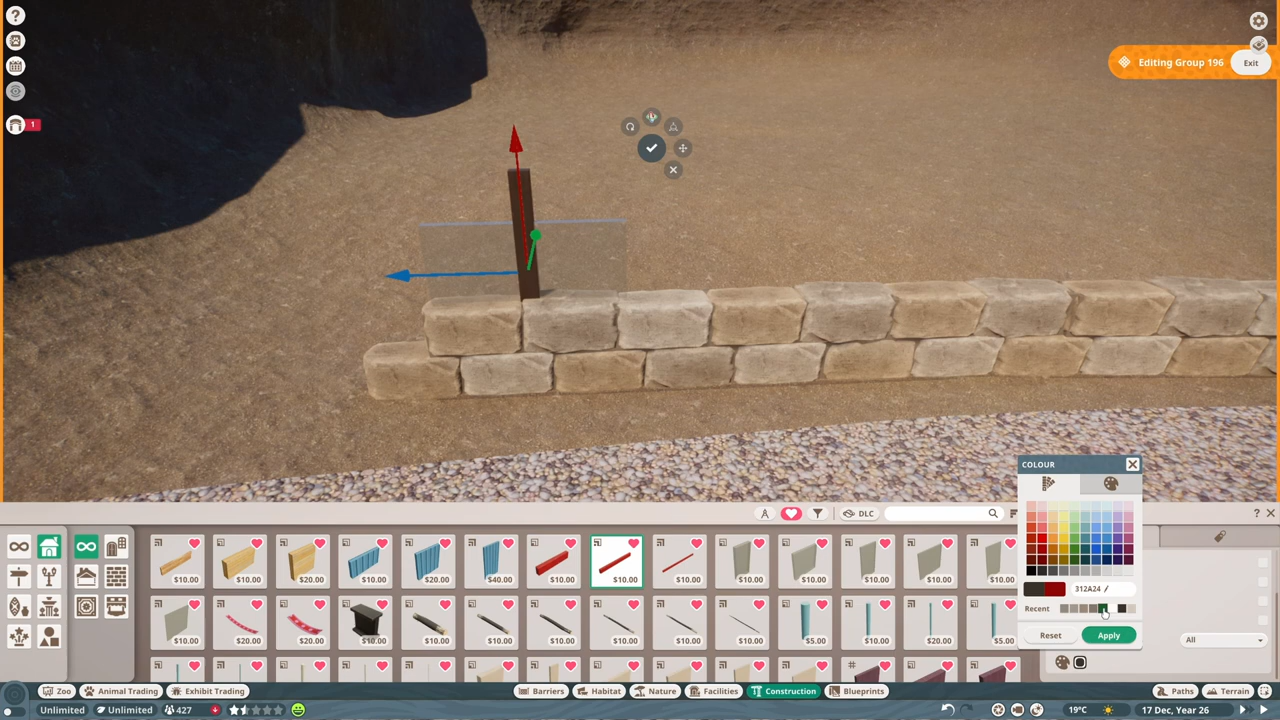 ?
Editing Group 196
Exit
1
COLOUR
DLC
?
$10.00
$10.00
$20.00
$10.00
$20.00
$40.00
$10.00
$10.00
$10.00
$10.00
$10.00
$10.00
$10.00
$10.00
312A24 /
Recent
$10.00
$20.00
$20.00
$10.00
$10.00
$10.00
$10.00
$10.00
$10.00
$5.00
$10.00
$20.00
$5.00
Reset
Apply
All
Zoo
Animal Trading
Exhibit Trading
Barriers
Habitat
Nature
Facilities
Construction
Blueprints
Paths
Terrain
Unlimited
Unlimited
427
19°C
17 Dec, Year 26